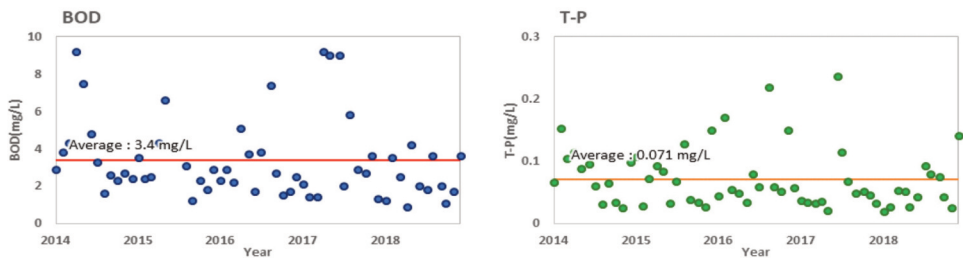 BOD
10
8
6
4
2
0
BOD(mg/L)
Average : 3.4 mg/L
2014 2015 2016 2017 2018
Year
T-P
0.3
0.2
0.1
0
T-P(mg/L)
Average : 0.071 mg/L
2014 2015 2016 2017 2018
Year